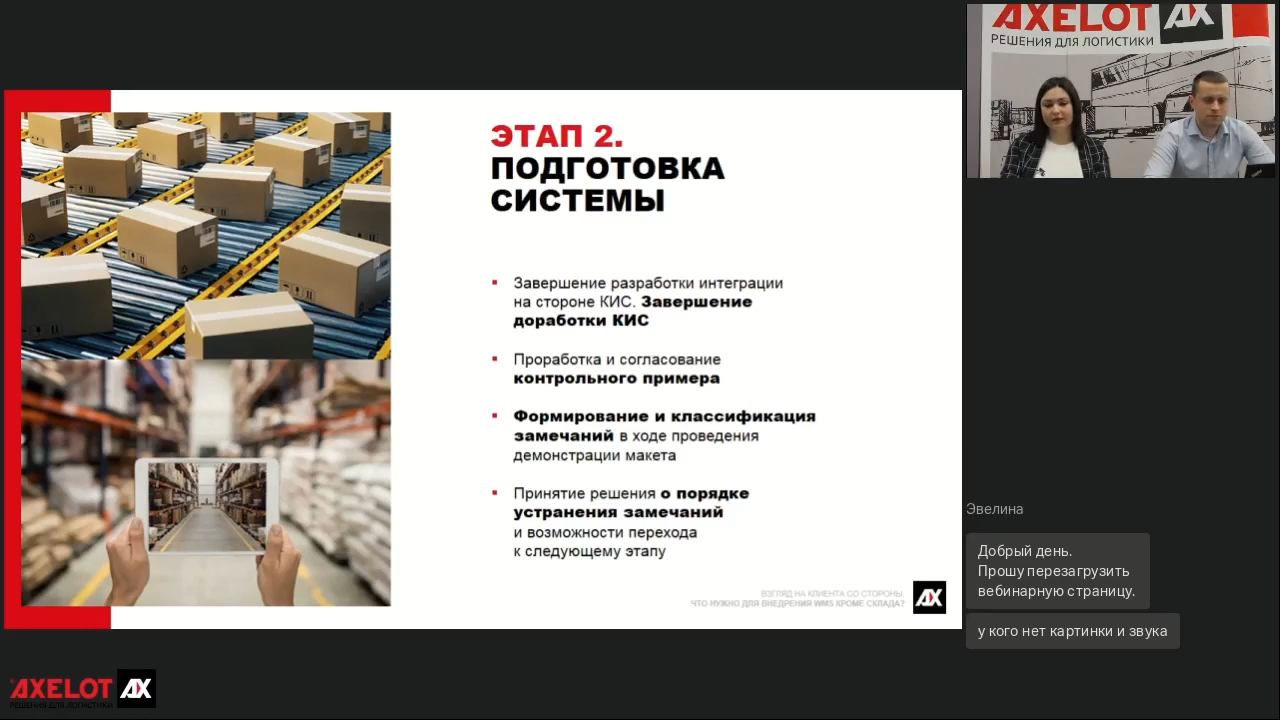 ЭТАП 2.
ПОДГОТОВКА
СИСТЕМЫ
Завершение разработки интеграции
на стороне КИС. Завершение
доработки КИС
Проработка и согласование
контрольного примера
Формирование и классификация
замечаний в ходе проведения
демонстрации макета
Принятие решения о порядке
устранения замечаний
и возможности перехода
к следующему этапу
ВЗГЛЯД НА КЛИЕНТА СО СТОРОНЫ.
ЧТО НУЖНО ДЛЯ ВНЕДРЕНИЯ WMS КРОМЕ СКЛАДА?
AX
AXELOT AX
РЕШЕНИЯ ДЛЯ ЛОГИСТИКИ
Эвелина
Добрый день.
Прошу перезагрузить
вебинарную страницу.
у кого нет картинки и звука
AXELOT AX
РЕШЕНИЯ ДЛЯ ЛОГИСТИКИ